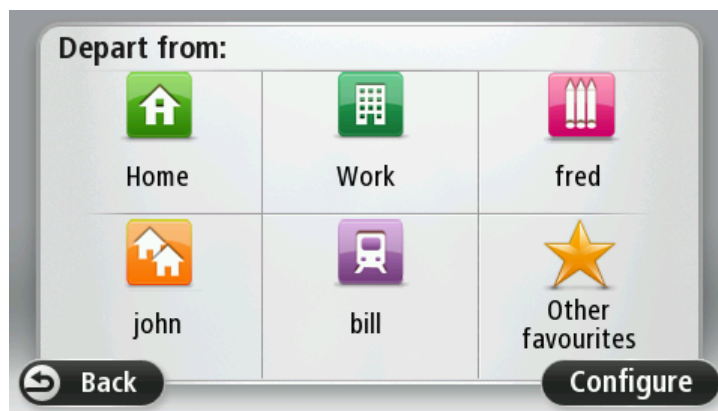 Depart from:
Home
Work
fred
john
bill
Other
favourites
Back
Configure